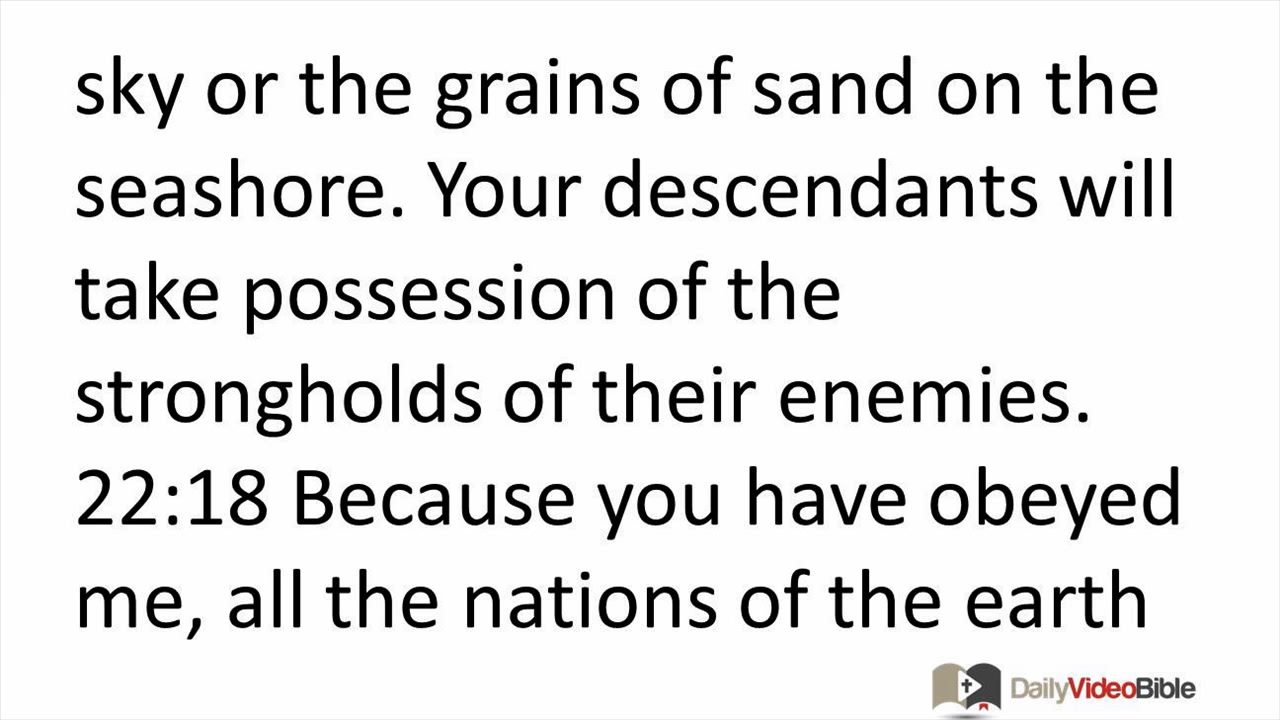 sky or the grains of sand on the
seashore. Your descendants will
take possession of the
strongholds of their enemies.
22:18 Because you have obeyed
me, all the nations of the earth
DailyVideoBible